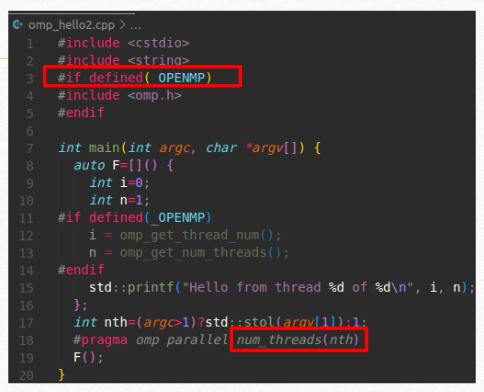 omp_hello2.cpp > ...
1 #include <cstdio>
2 #include <string>
3 #if defined(_OPENMP)
4 #include <omp.h>
5 #endif
6
7 int main(int argc, char *argv[]) {
8 auto F=[]() {
9 int i=0;
10 int n=1;
11 #if defined(_OPENMP)
12 i = omp_get_thread_num();
13 n = omp_get_num_threads();
14 #endif
15 std::printf("Hello from thread %d of %d\n", i, n);
16 };
17 int nth=(argc>1)?std::stol(argv[1]):1;
18 #pragma omp parallel num_threads(nth)
19 F();
20 }